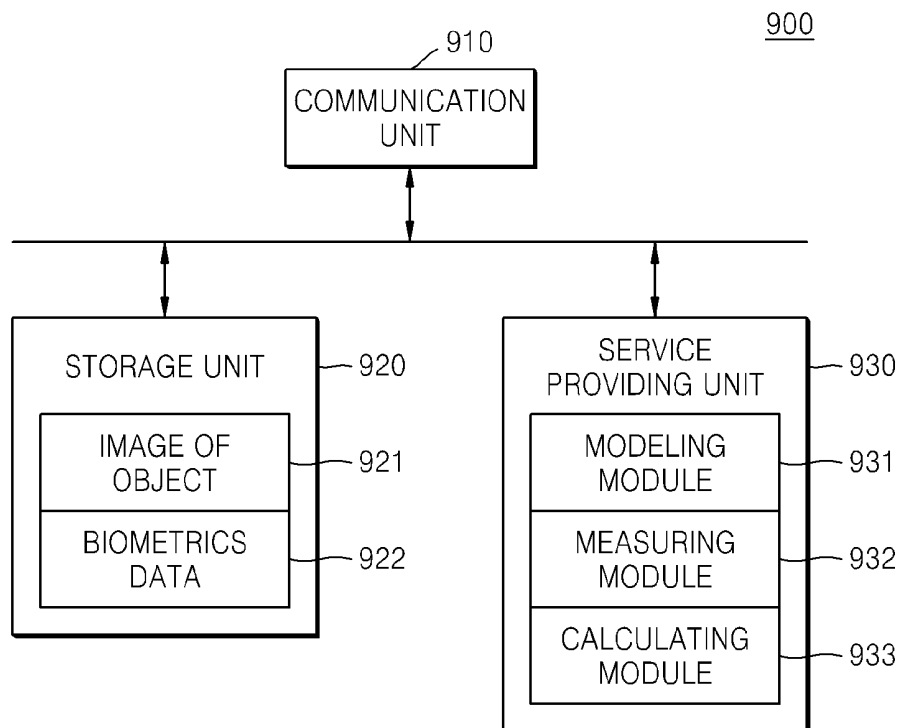 900
910
COMMUNICATION
UNIT
STORAGE UNIT
920
IMAGE OF
OBJECT
921
BIOMETRICS
DATA
922
SERVICE
PROVIDING UNIT
930
MODELING
MODULE
931
MEASURING
MODULE
932
CALCULATING
MODULE
933